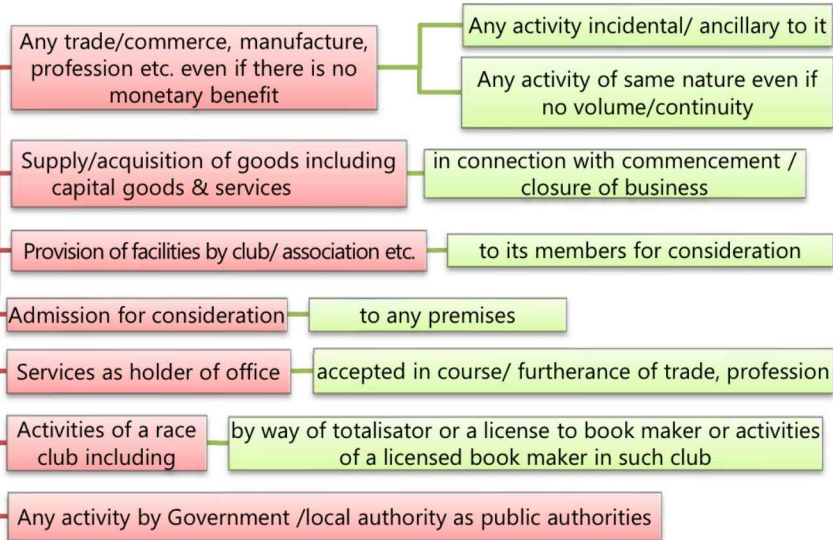 Any trade/commerce, manufacture,
profession etc. even if there is no
monetary benefit
Any activity incidental/ ancillary to it
Any activity of same nature even if
no volume/continuity
Supply/acquisition of goods including
capital goods & services
in connection with commencement /
closure of business
Provision of facilities by club/ association etc.
to its members for consideration
Admission for consideration
to any premises
Services as holder of office
accepted in course/ furtherance of trade, profession
Activities of a race
club including
by way of totalisator or a license to book maker or activities
of a licensed book maker in such club
Any activity by Government /local authority as public authorities